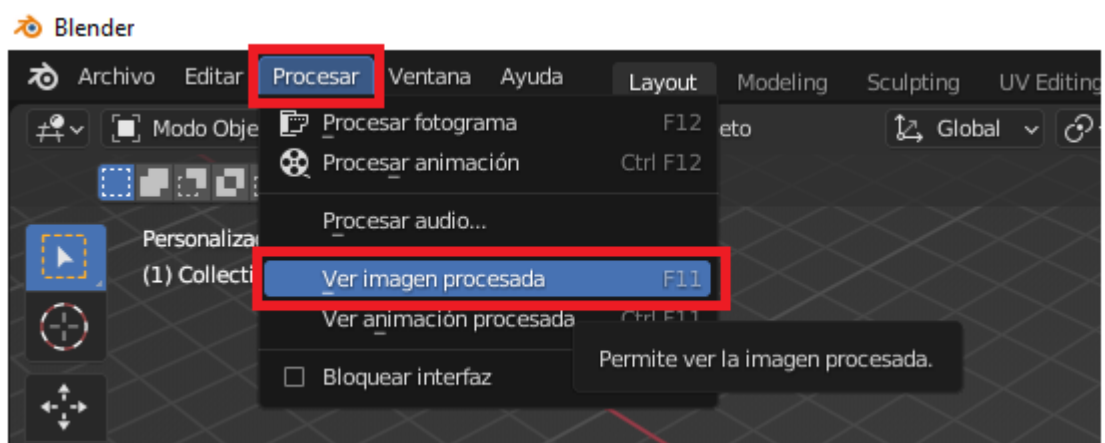 Blender
Archivo Editar Procesar Ventana Ayuda Layout Modeling Sculpting UV Editing
Modo Obje eto Global
Procesar fotograma F12
Procesar animación Ctrl F12
Procesar audio...
Personaliza
(1) Collecti
Ver imagen procesada F11
Ver animación procesada Ctrl F11
Permite ver la imagen procesada.
Bloquear interfaz